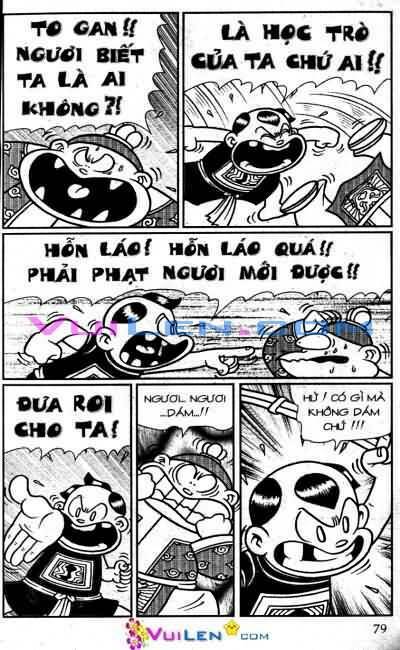 TO GAN!!
NGƯƠI BIẾT
TA LÀ AI
KHÔNG?!
LÀ HỌC TRÒ
CỦA TA CHỨ AI!!
HỖN LÁO! HỖN LÁO QUÁ!!
PHẢI PHẠT NGƯƠI MỚI ĐƯỢC!!
VUILEN.COM
ĐƯA ROI
CHO TA!
NGƯƠI.. NGƯƠI
...DÁM..!!
HỪ! CÓ GÌ MÀ
KHÔNG DÁM
CHỨ !!!
79
VUILEN.COM